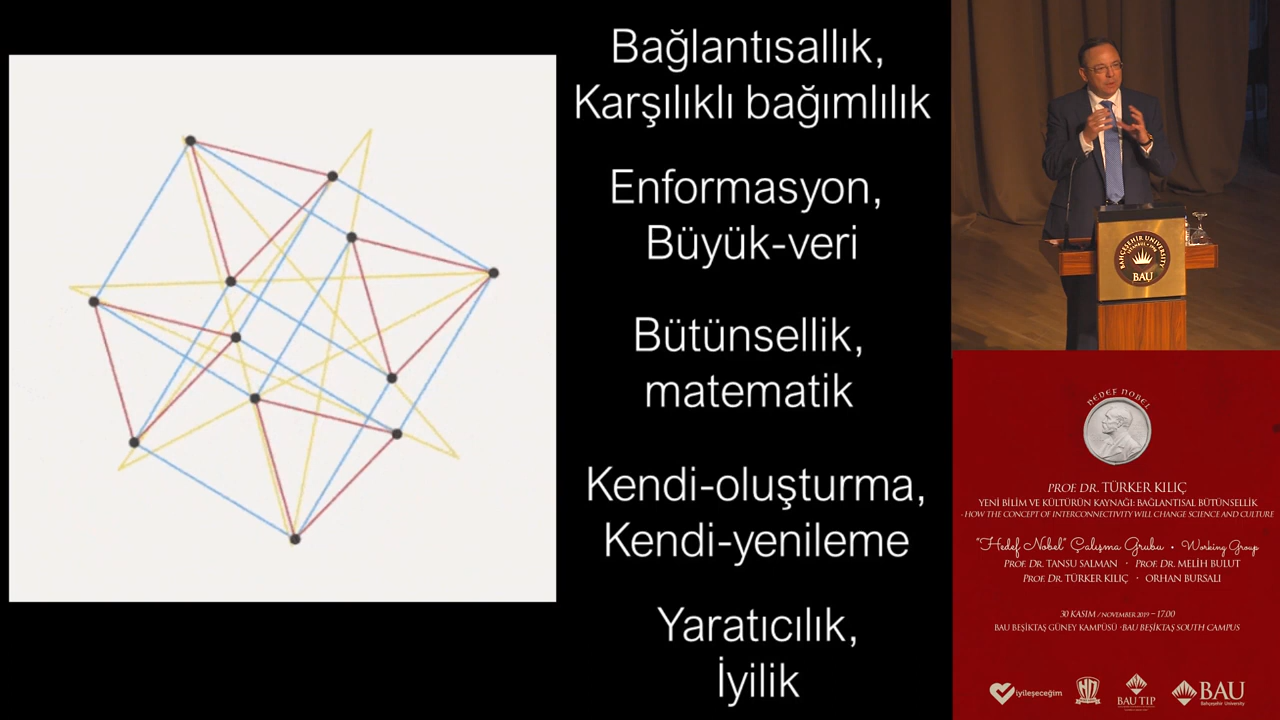 Bağlantısallık,
Karşılıklı bağımlılık
Enformasyon,
Büyük-veri
Bütünsellik,
matematik
Kendi-oluşturma,
Kendi-yenileme
Yaratıcılık,
İyilik
BAHÇEŞEHİR UNIVERSITY
BAU
HEDEF NOBEL
PROF. DR. TÜRKER KILIÇ
YENİ BİLİM VE KÜLTÜRÜN KAYNAĞI: BAĞLANTISAL BÜTÜNSELLİK
- HOW THE CONCEPT OF INTERCONNECTIVITY WILL CHANGE SCIENCE AND CULTURE
"Hedef Nobel" Çalışma Grubu • Working Group
PROF. DR. TANSU SALMAN • PROF. DR. MELİH BULUT
PROF. DR. TÜRKER KILIÇ • ORHAN BURSALI
30 KASIM / NOVEMBER 2019 – 17.00
BAU BEŞİKTAŞ GÜNEY KAMPÜSÜ · BAU BEŞİKTAŞ SOUTH CAMPUS
iyileşeceğim
BAU TIP
BAU
Bahçeşehir University